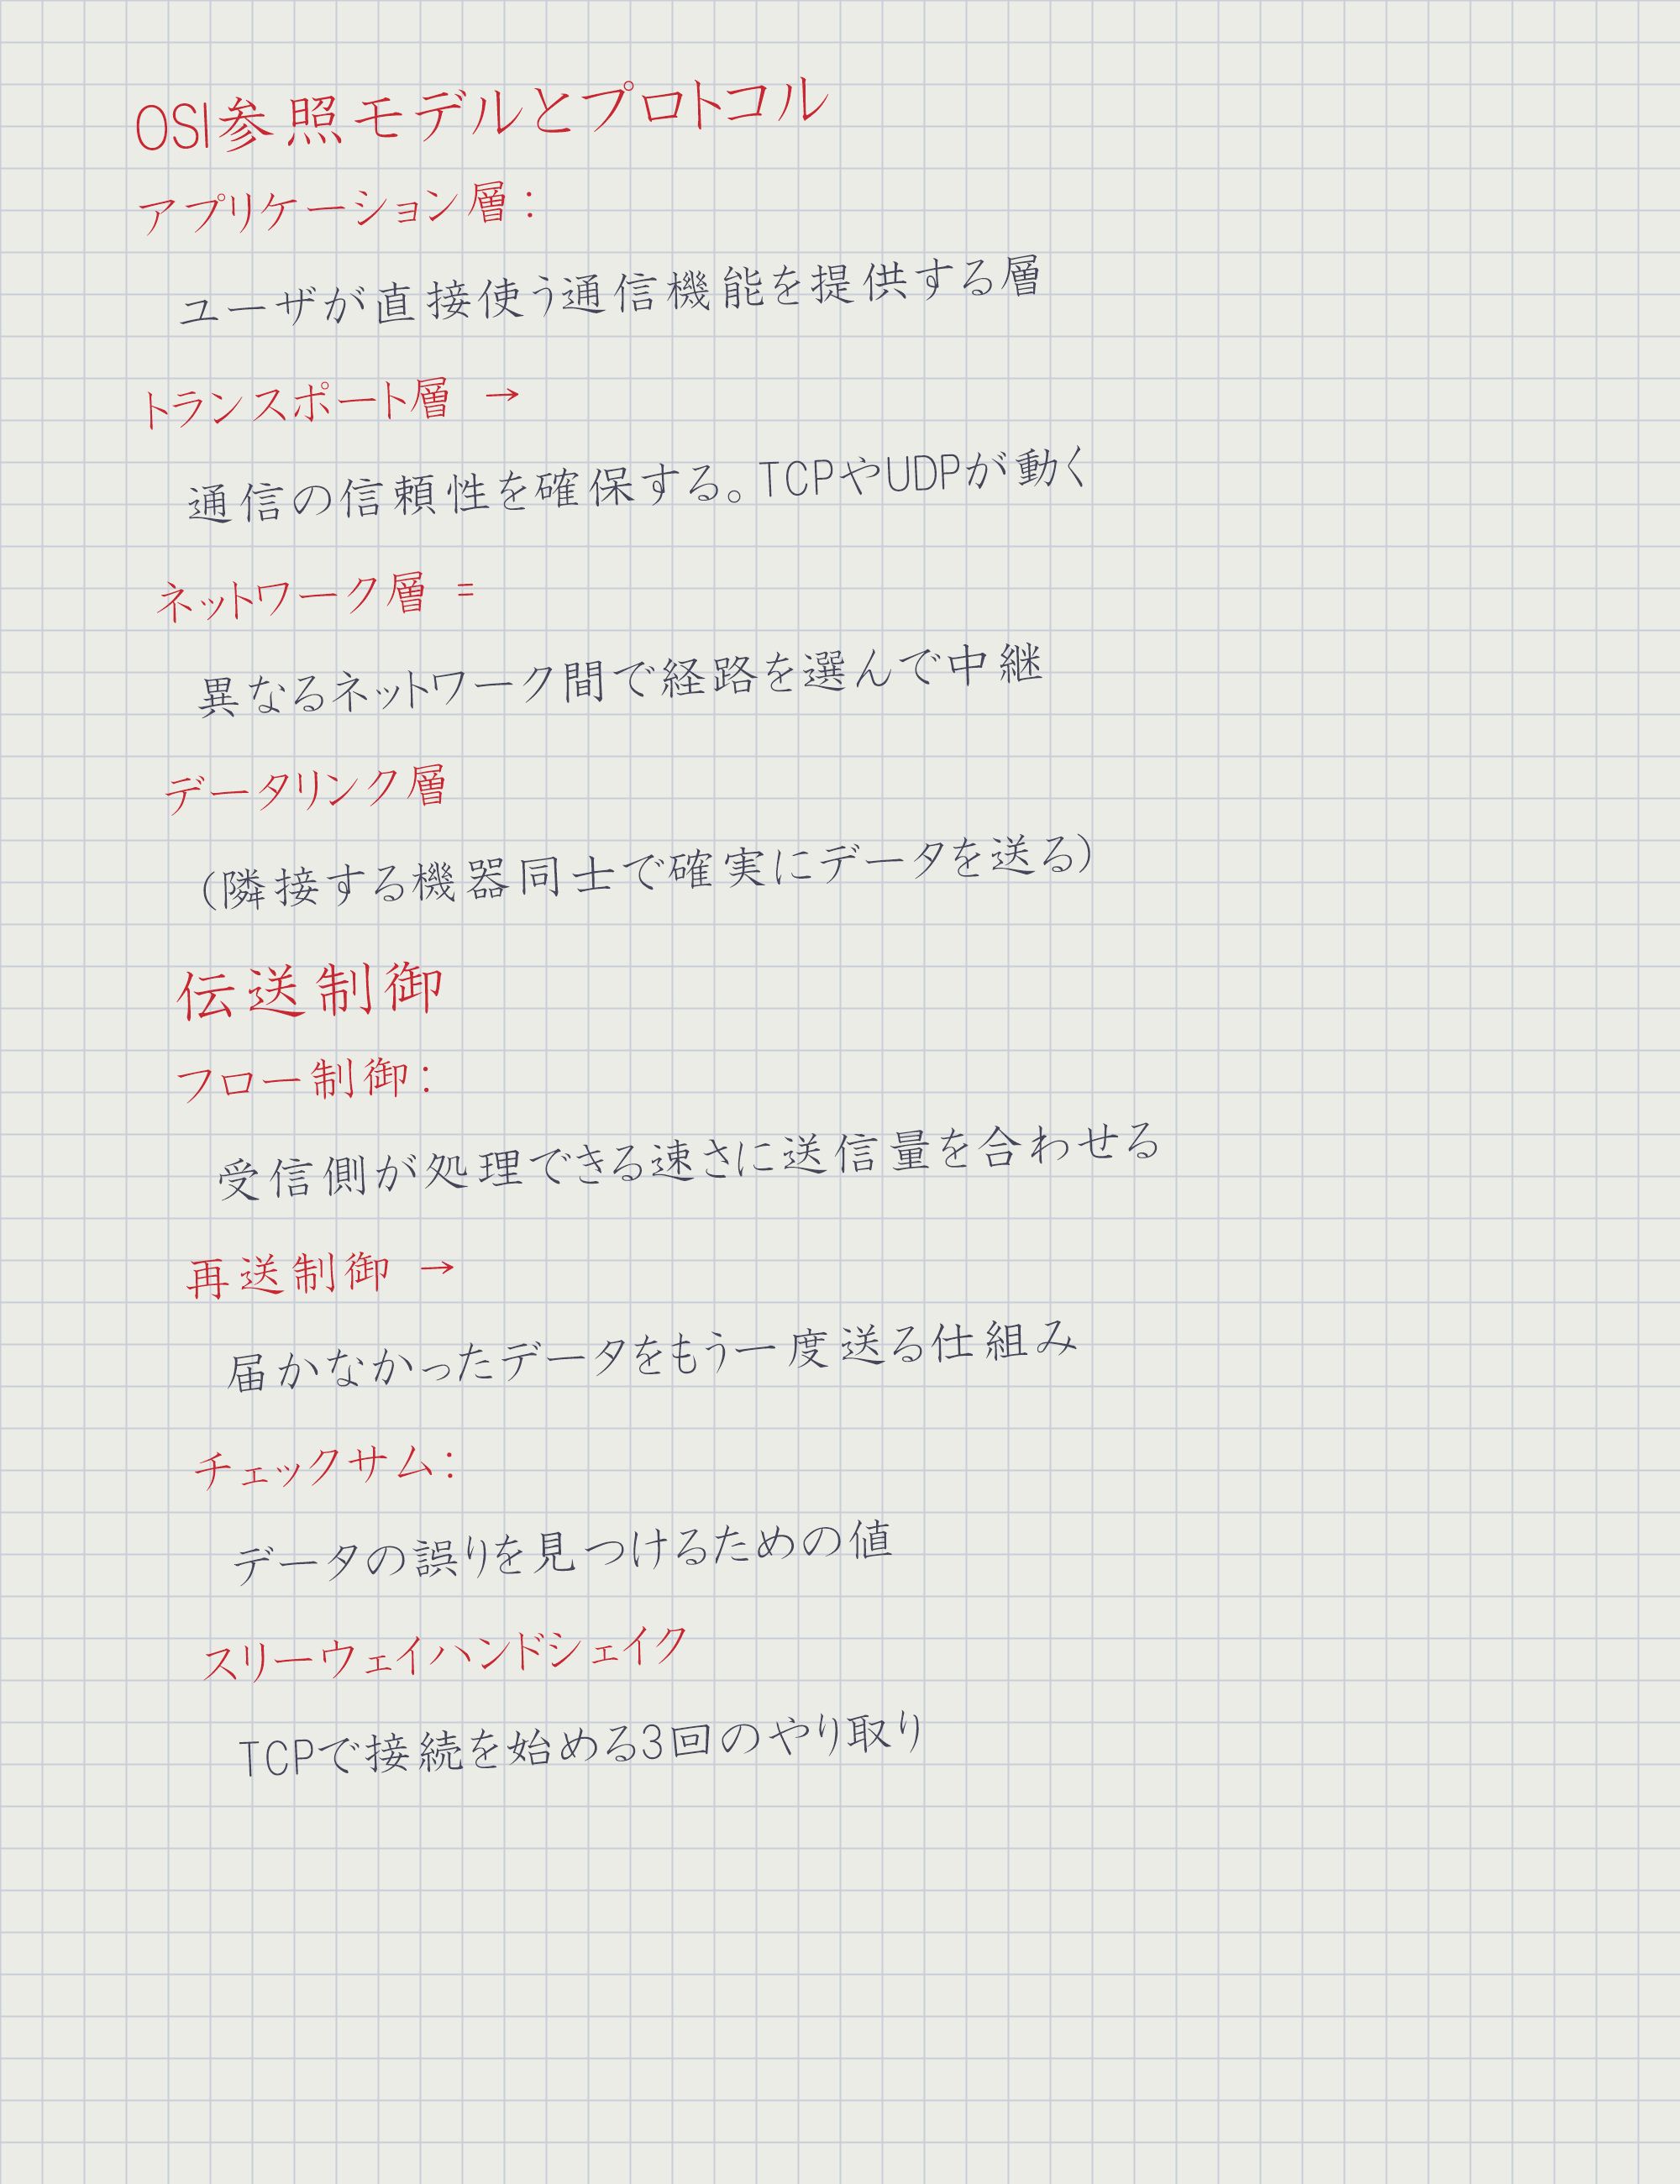 OSI参照モデルとプロトコル
アプリケーション層：
ユーザが直接使う通信機能を提供する層
トランスポート層 →
通信の信頼性を確保する。TCPやUDPが動く
ネットワーク層 =
異なるネットワーク間で経路を選んで中継
データリンク層
（隣接する機器同士で確実にデータを送る）
伝送制御
フロー制御：
受信側が処理できる速さに送信量を合わせる
再送制御 →
届かなかったデータをもう一度送る仕組み
チェックサム：
データの誤りを見つけるための値
スリーウェイハンドシェイク
TCPで接続を始める3回のやり取り